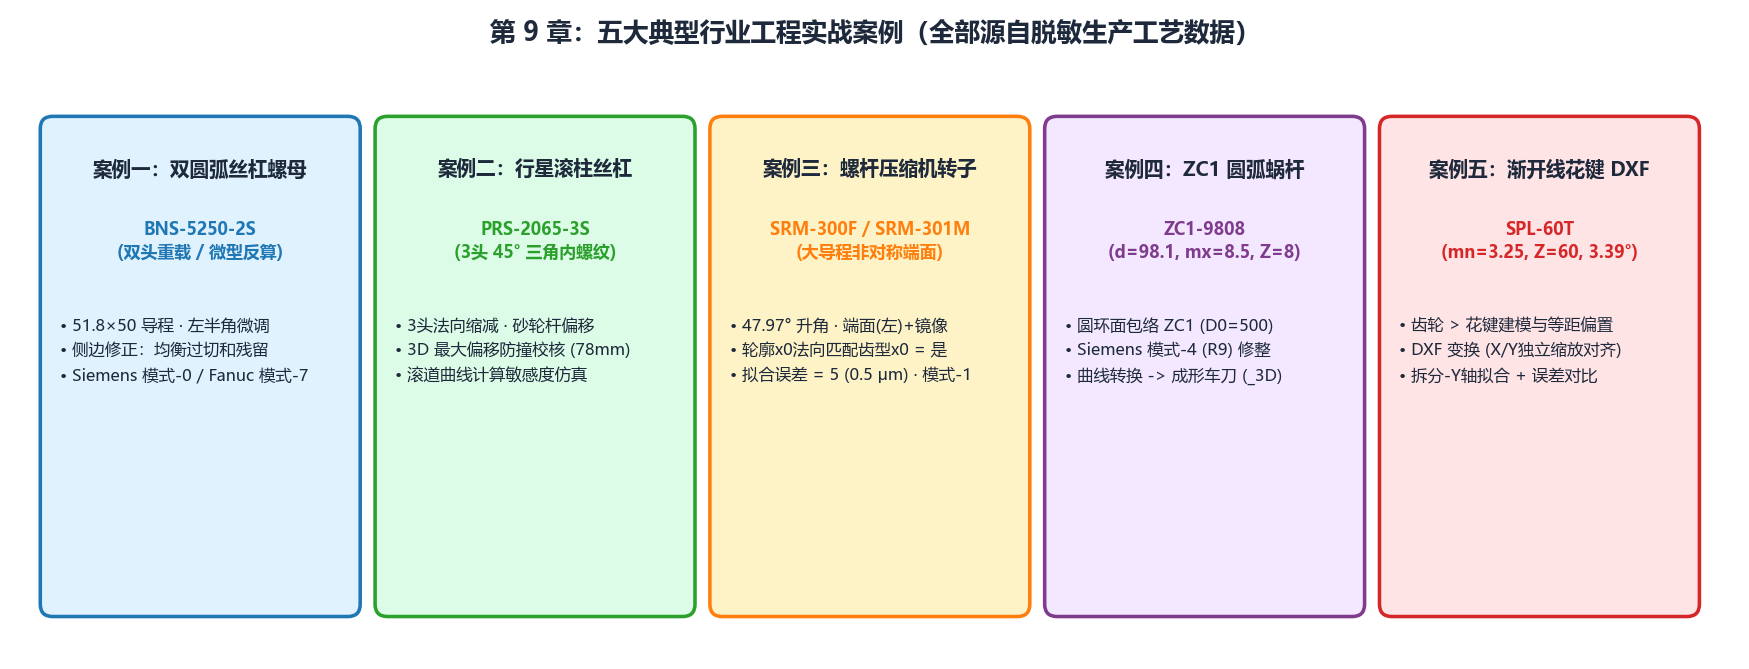 第 9 章：五大典型行业工程实战案例（全部源自脱敏生产工艺数据）
案例一：双圆弧丝杠螺母
BNS-5250-2S
(双头重载 / 微型反算)
• 51.8×50 导程 · 左半角微调
• 侧边修正：均衡过切和残留
• Siemens 模式-0 / Fanuc 模式-7
案例二：行星滚柱丝杠
PRS-2065-3S
(3头 45° 三角内螺纹)
• 3头法向缩减 · 砂轮杆偏移
• 3D 最大偏移防撞校核 (78mm)
• 滚道曲线计算敏感度仿真
案例三：螺杆压缩机转子
SRM-300F / SRM-301M
(大导程非对称端面)
• 47.97° 升角 · 端面(左)+镜像
• 轮廓x0法向匹配齿型x0 = 是
• 拟合误差 = 5 (0.5 μm) · 模式-1
案例四：ZC1 圆弧蜗杆
ZC1-9808
(d=98.1, mx=8.5, Z=8)
• 圆环面包络 ZC1 (D0=500)
• Siemens 模式-4 (R9) 修整
• 曲线转换 -> 成形车刀 (_3D)
案例五：渐开线花键 DXF
SPL-60T
(mn=3.25, Z=60, 3.39°)
• 齿轮 > 花键建模与等距偏置
• DXF 变换 (X/Y独立缩放对齐)
• 拆分-Y轴拟合 + 误差对比